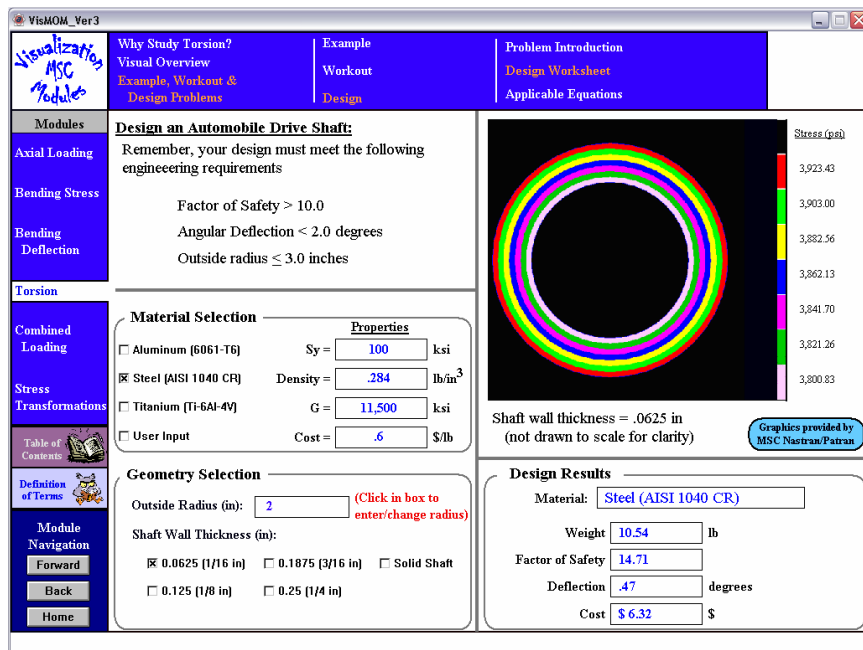 VisMOM_Ver3
Visualization
MSC
Modules
Why Study Torsion?
Visual Overview
Example, Workout &
Design Problems
Example
Workout
Design
Problem Introduction
Design Worksheet
Applicable Equations
Modules
Axial Loading
Bending Stress
Bending
Deflection
Torsion
Combined
Loading
Stress
Transformations
Table of
Contents
Definition
of Terms
Module
Navigation
Forward
Back
Home
Design an Automobile Drive Shaft:
Remember, your design must meet the following
engineeering requirements
Factor of Safety > 10.0
Angular Deflection < 2.0 degrees
Outside radius ≤ 3.0 inches
Material Selection
Properties
Aluminum (6061-T6)
Steel (AISI 1040 CR)
Titanium (Ti-6Al-4V)
User Input
Sy = 100 ksi
Density = .284 lb/in³
G = 11,500 ksi
Cost = .6 $/lb
Geometry Selection
Outside Radius (in): 2
(Click in box to
enter/change radius)
Shaft Wall Thickness (in):
0.0625 (1/16 in) 0.1875 (3/16 in) Solid Shaft
0.125 (1/8 in) 0.25 (1/4 in)
Stress (psi)
3,923.43
3,903.00
3,882.56
3,862.13
3,841.70
3,821.26
3,800.83
Shaft wall thickness = .0625 in
(not drawn to scale for clarity)
Graphics provided by
MSC Nastran/Patran
Design Results
Material: Steel (AISI 1040 CR)
Weight 10.54 lb
Factor of Safety 14.71
Deflection .47 degrees
Cost $ 6.32 $